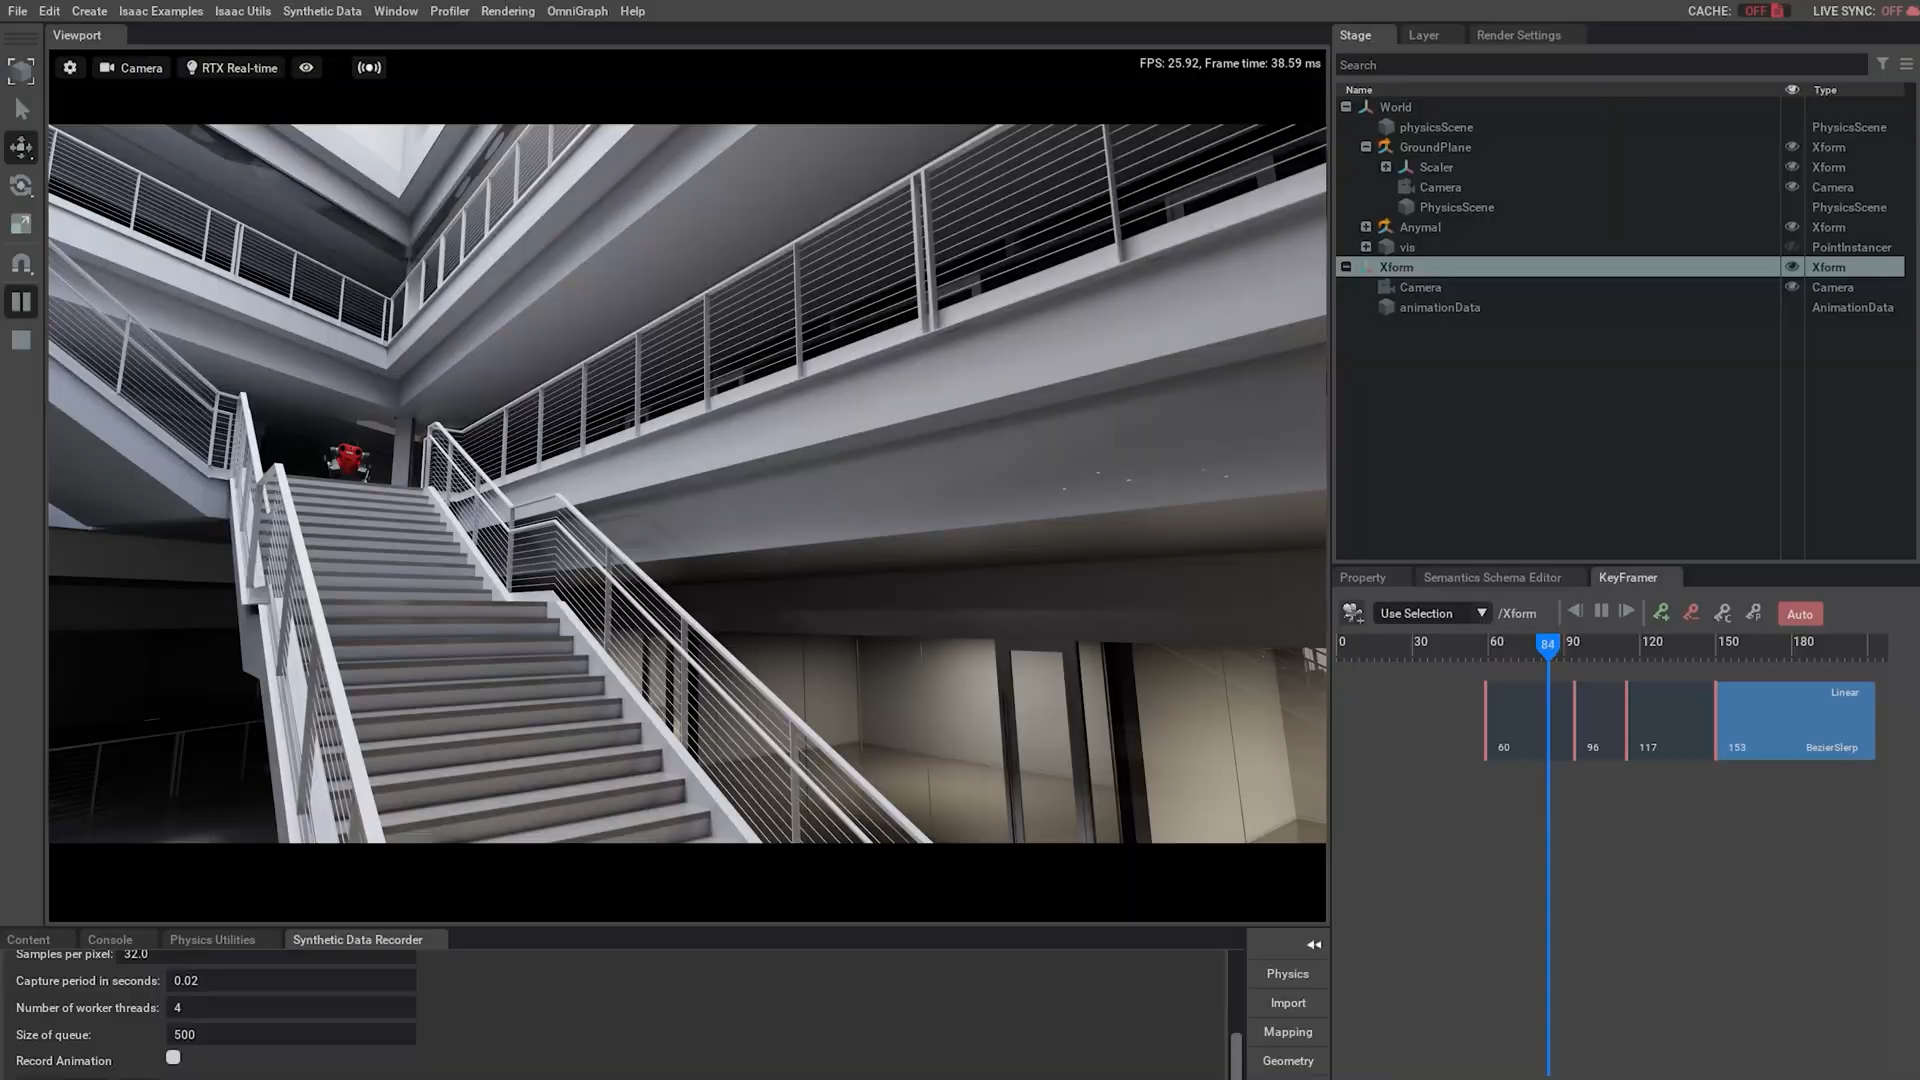 File Edit Create Isaac Examples Isaac Utils Synthetic Data Window Profiler Rendering OmniGraph Help
CACHE: OFF LIVE SYNC: OFF
Viewport
Camera RTX Real-time
FPS: 25.92, Frame time: 38.59 ms
Stage Layer Render Settings
Search
Name Type
World
physicsScene PhysicsScene
GroundPlane Xform
Scaler Xform
Camera Camera
PhysicsScene PhysicsScene
Anymal Xform
vis PointInstancer
Xform Xform
Camera Camera
animationData AnimationData
Property Semantics Schema Editor KeyFramer
Use Selection /Xform Auto
0 30 60 84 90 120 150 180
Linear
60 96 117 153 BezierSlerp
Content Console Physics Utilities Synthetic Data Recorder
Samples per pixel: 32.0
Capture period in seconds: 0.02
Number of worker threads: 4
Size of queue: 500
Record Animation
Physics
Import
Mapping
Geometry